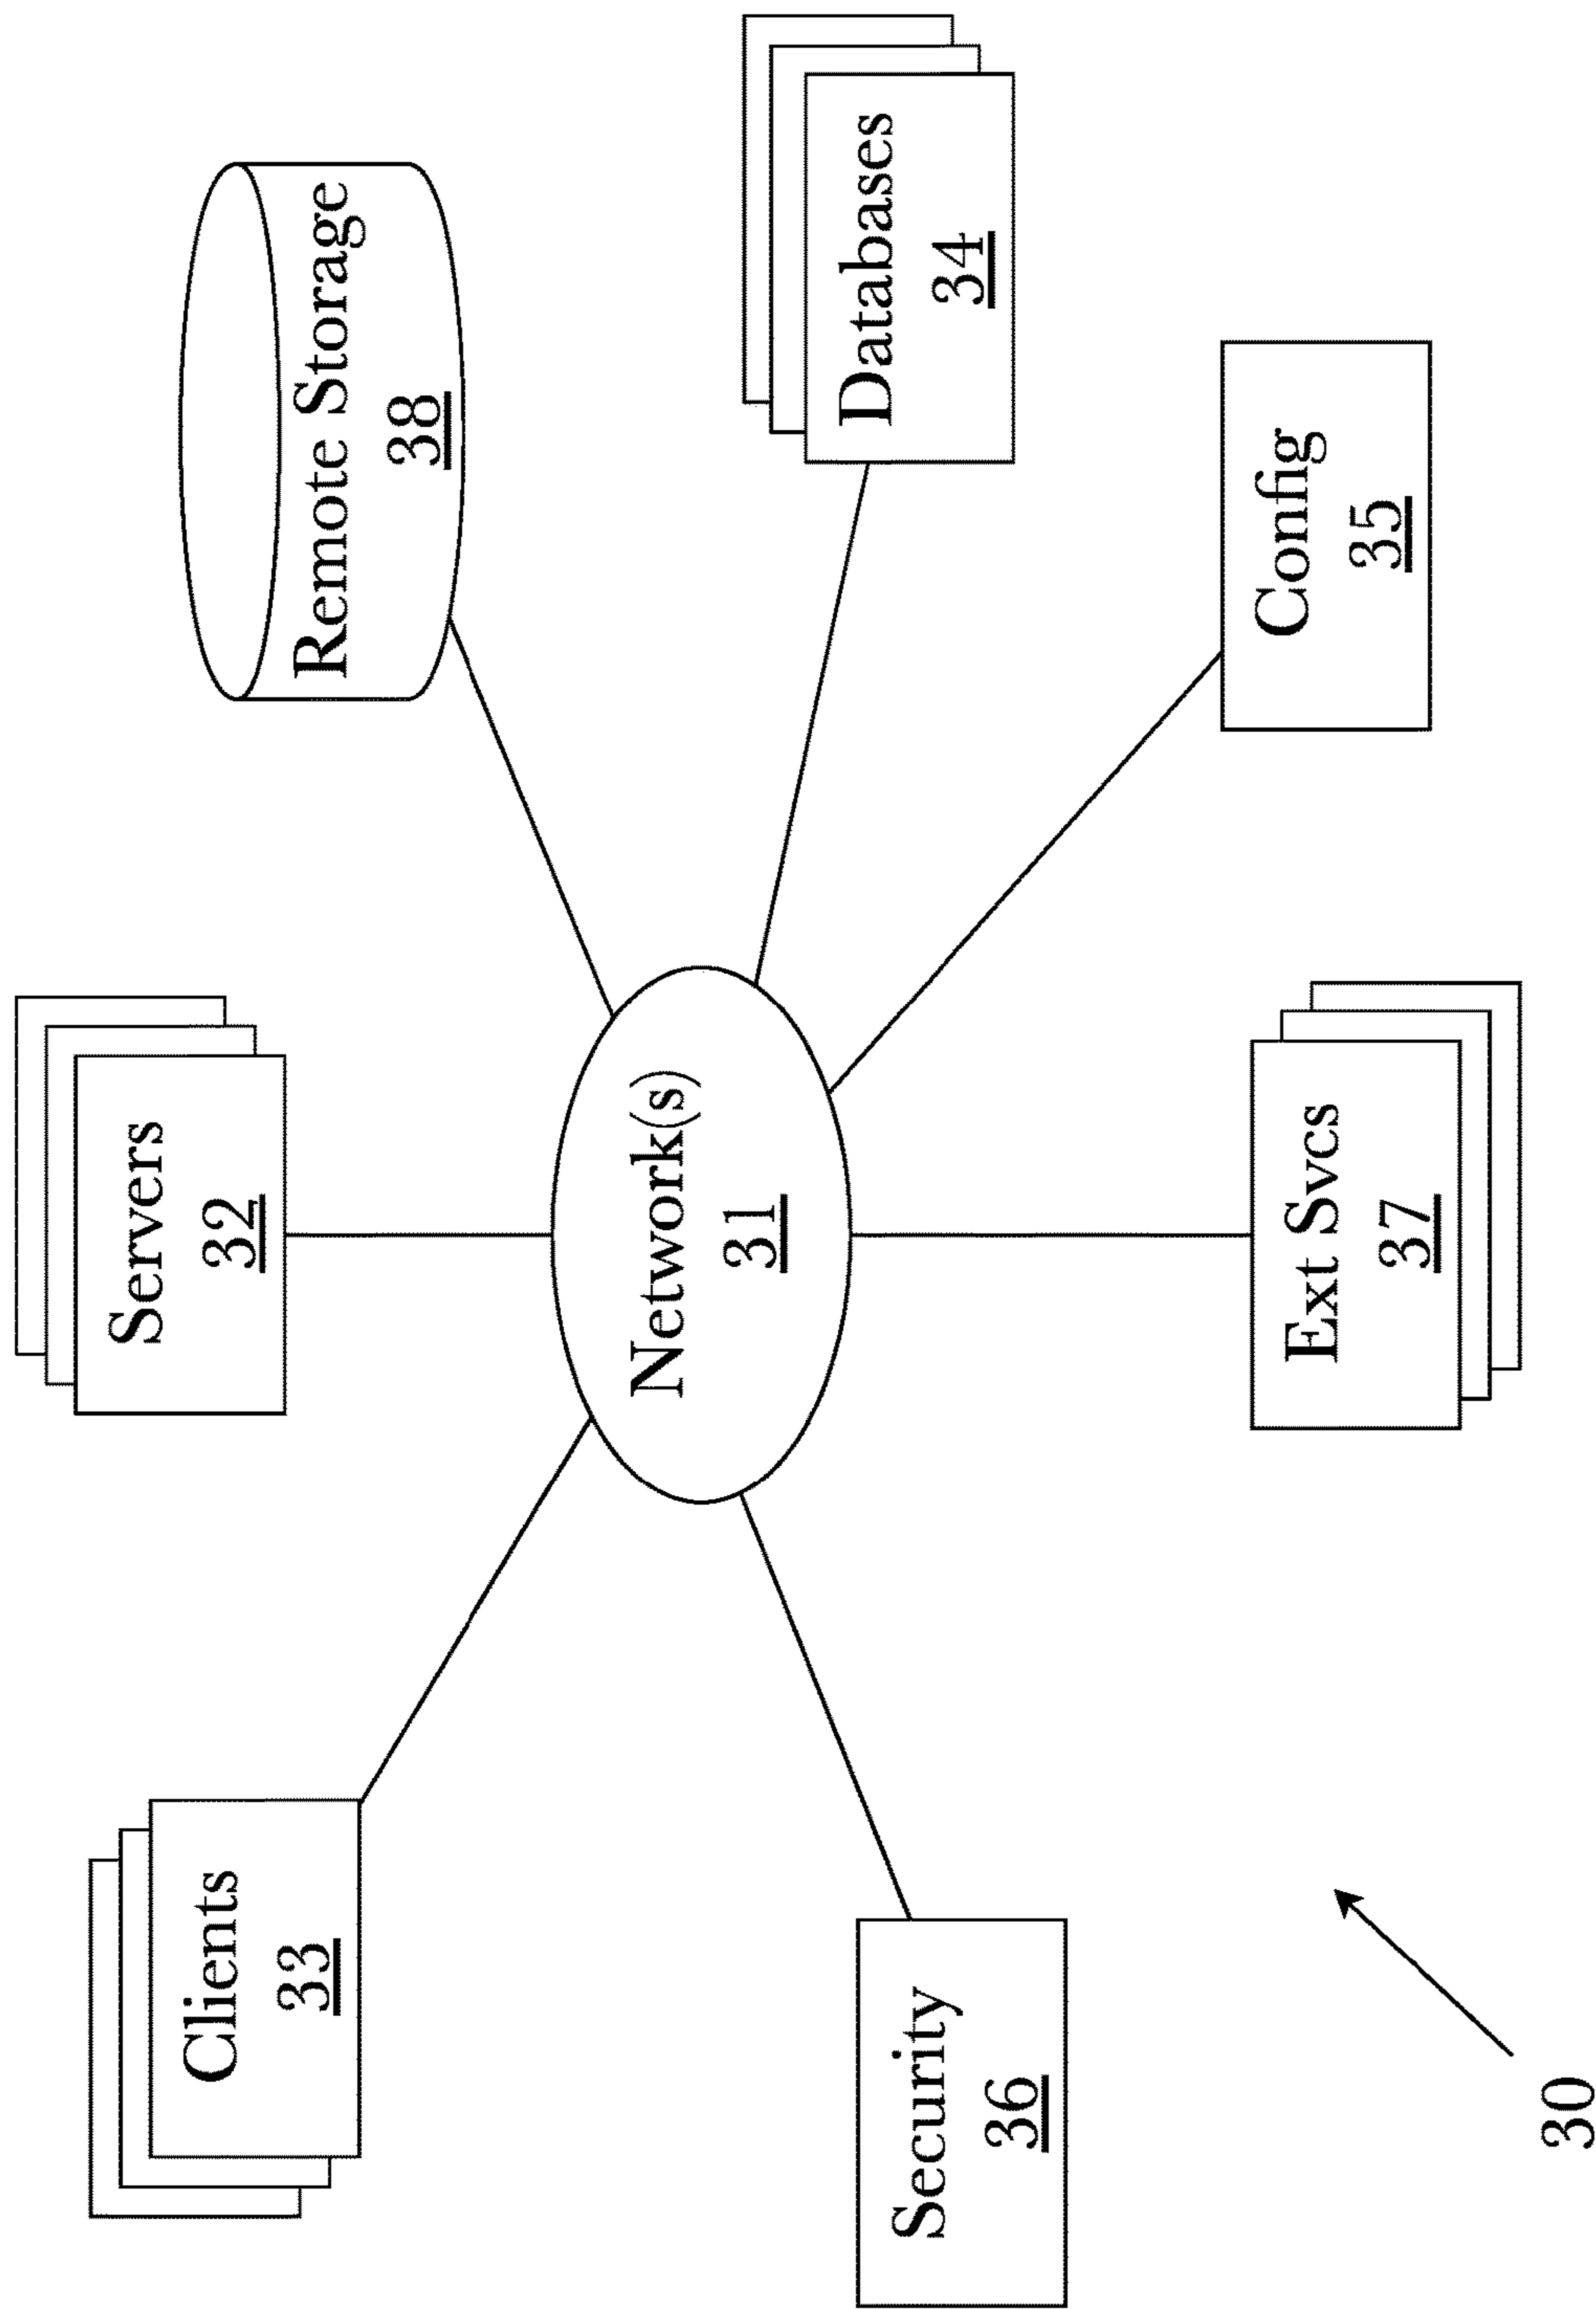 Servers
32
Clients
33
Remote Storage
38
Network(s)
31
Databases
34
Security
36
Ext Svcs
37
Config
35
30